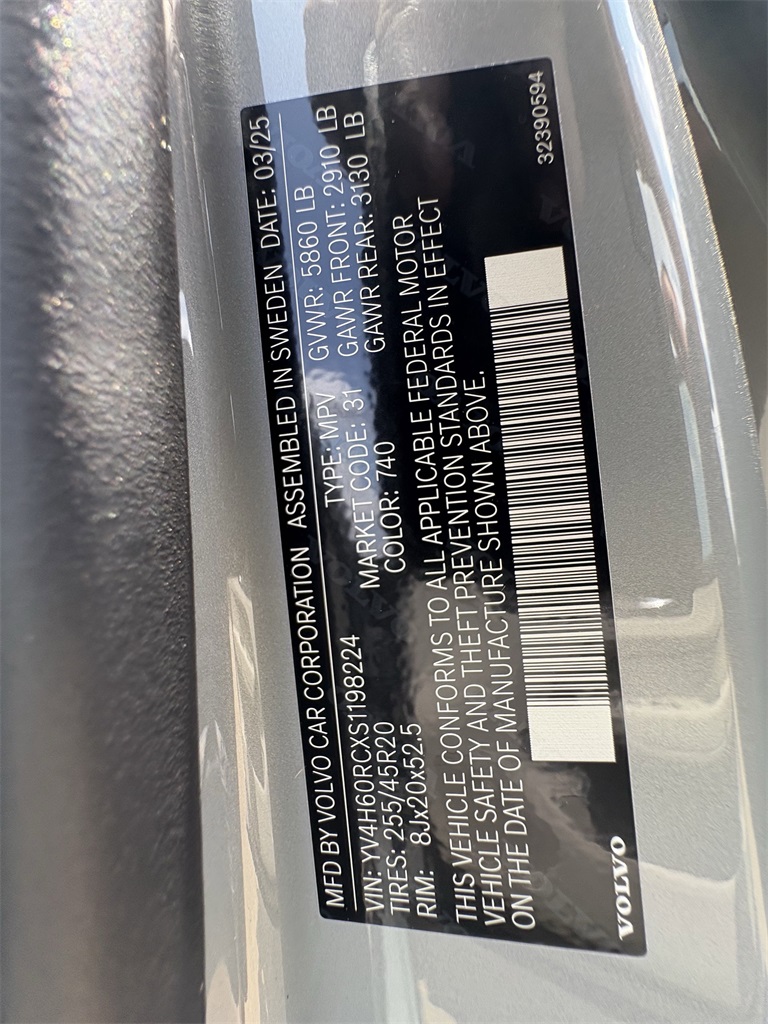 MFD BY VOLVO CAR CORPORATION ASSEMBLED IN SWEDEN DATE: 03/25
VIN: YV4H60RCXS1198224 TYPE: MPV GVWR: 5860 LB
TIRES: 255/45R20 MARKET CODE: 31 GAWR FRONT: 2910 LB
RIM: 8Jx20x52.5 COLOR: 740 GAWR REAR: 3130 LB
THIS VEHICLE CONFORMS TO ALL APPLICABLE FEDERAL MOTOR
VEHICLE SAFETY AND THEFT PREVENTION STANDARDS IN EFFECT
ON THE DATE OF MANUFACTURE SHOWN ABOVE.
VOLVO 32390594